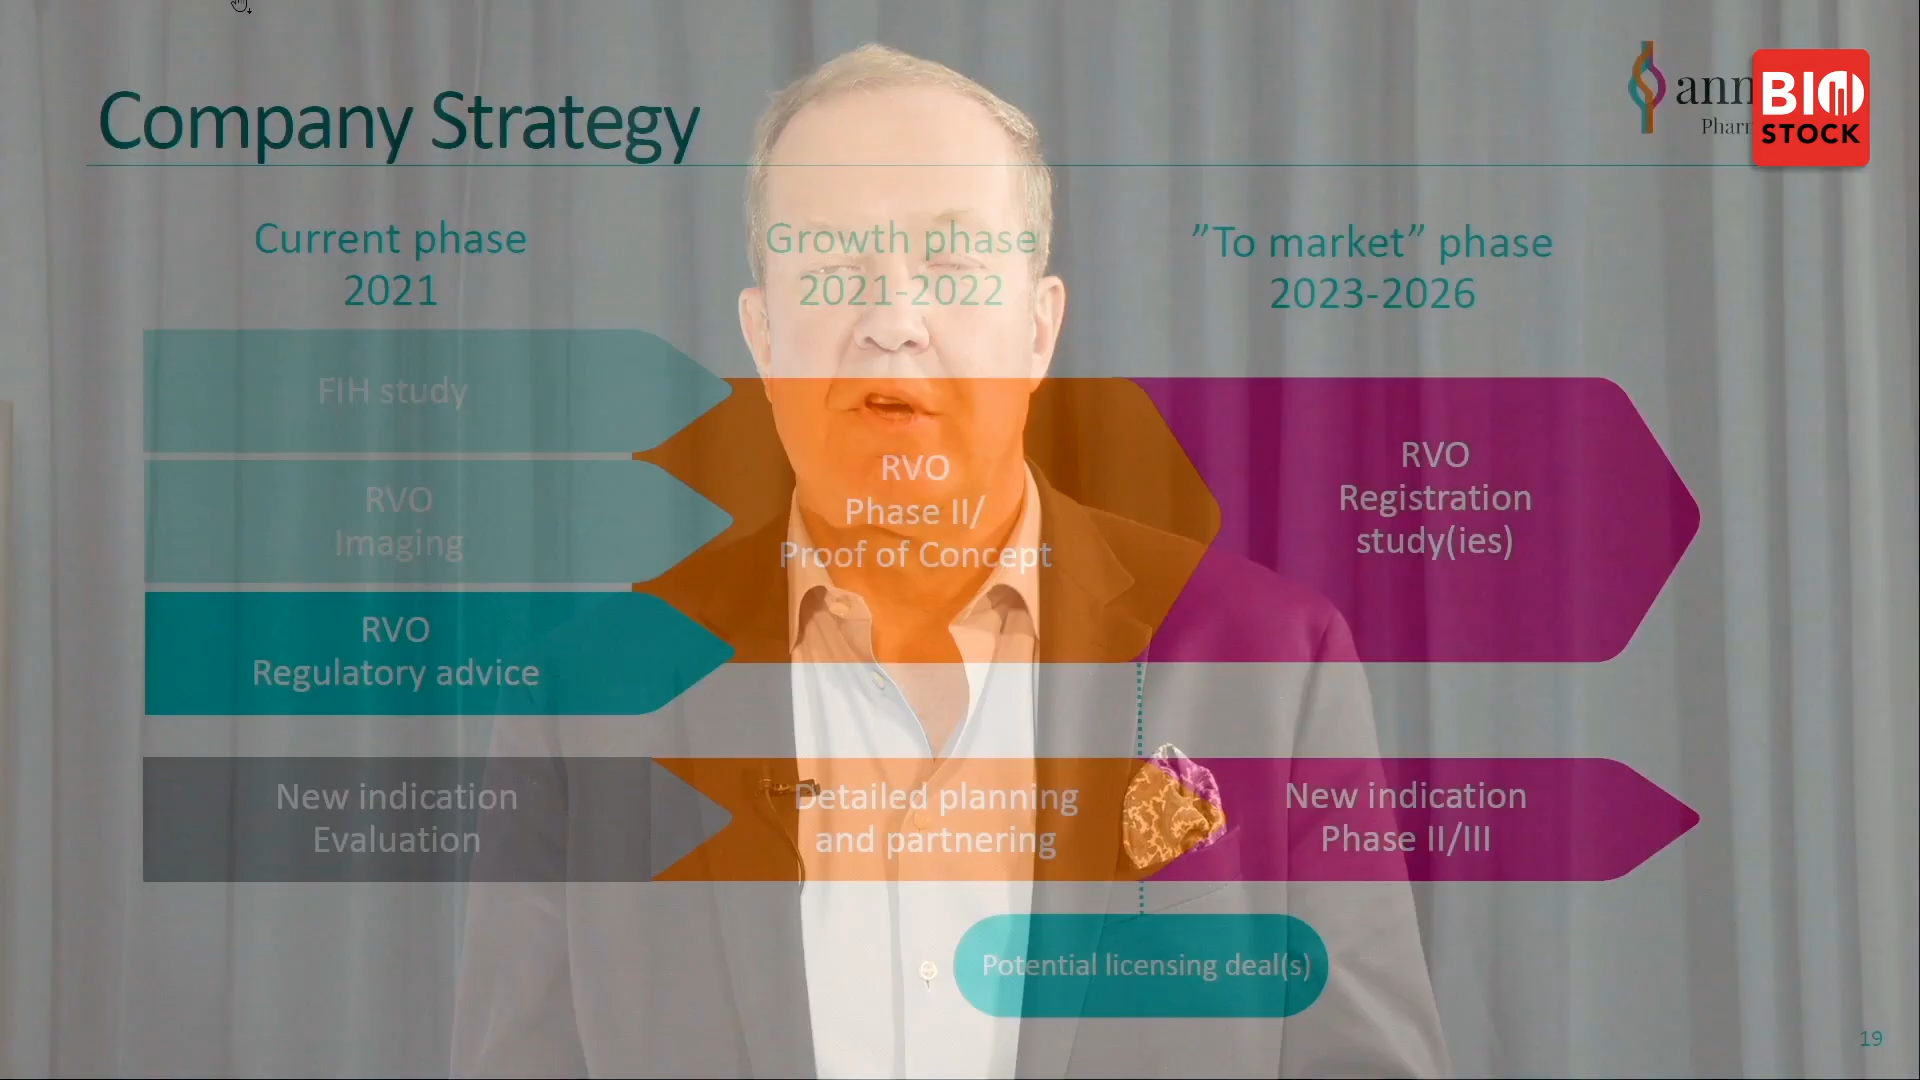 Company Strategy
ann
Pharm
BIO
STOCK
Current phase
2021
Growth phase
2021-2022
”To market” phase
2023-2026
FIH study
RVO
Imaging
RVO
Regulatory advice
RVO
Phase II/
Proof of Concept
RVO
Registration
study(ies)
New indication
Evaluation
Detailed planning
and partnering
New indication
Phase II/III
Potential licensing deal(s)
19